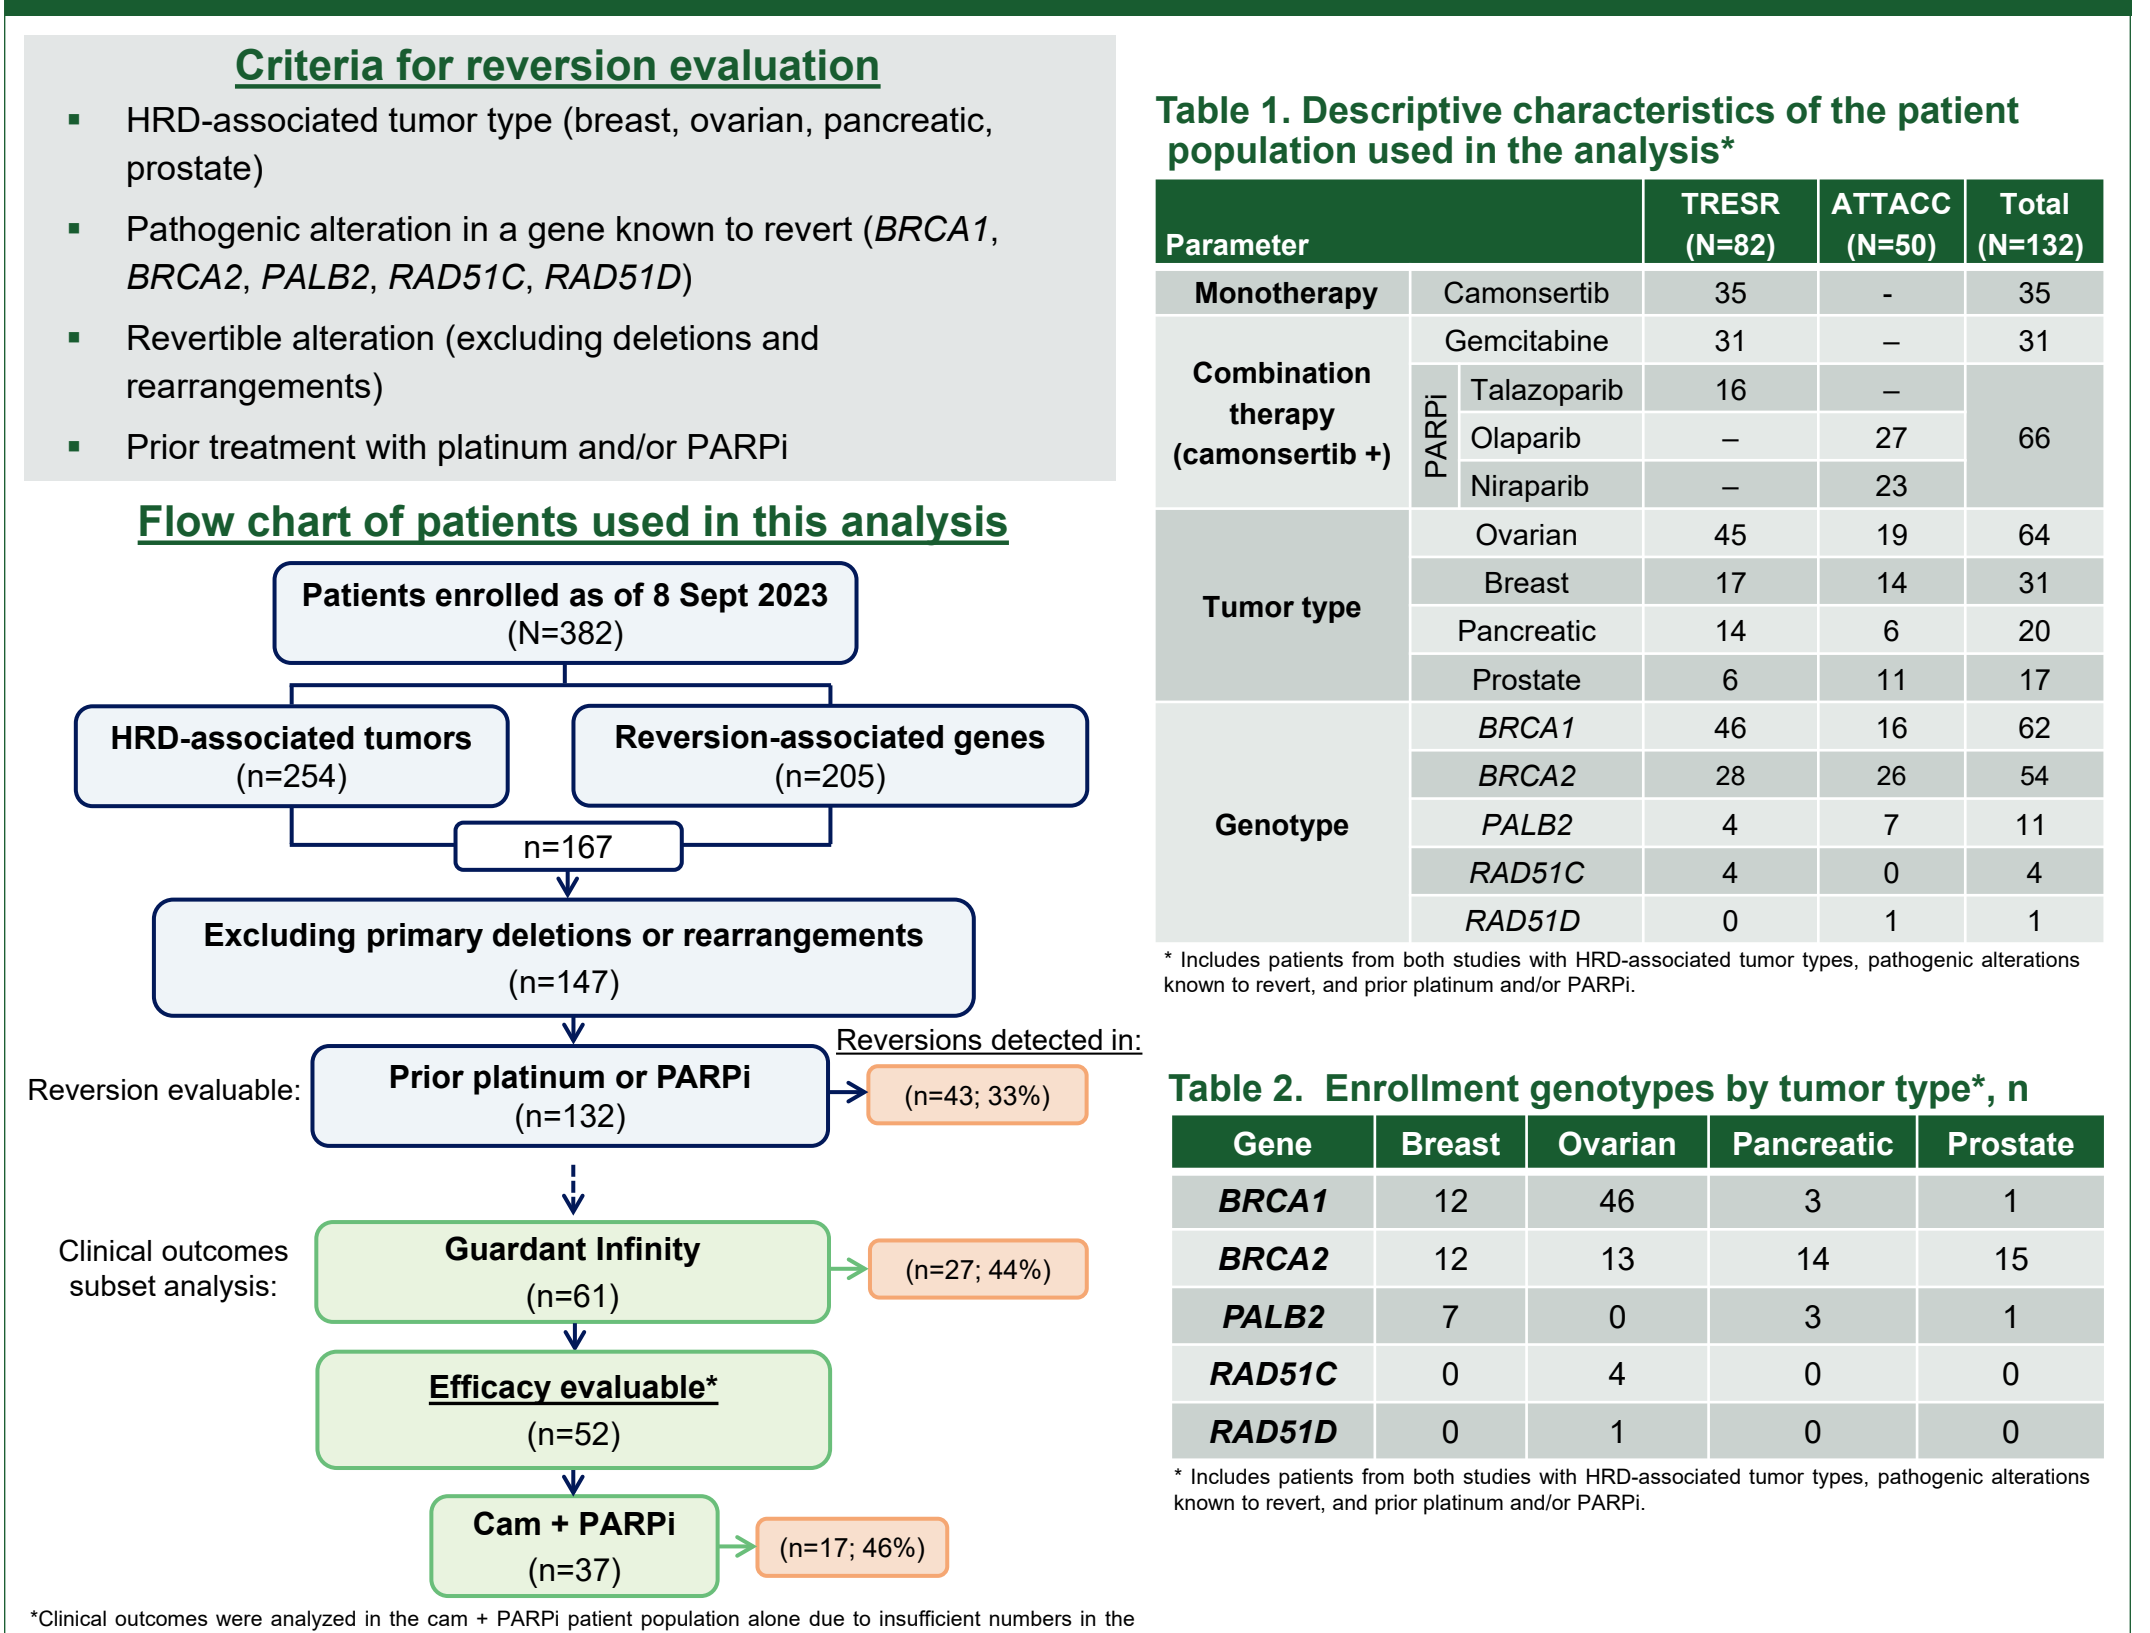 Criteria for reversion evaluation
▪ HRD-associated tumor type (breast, ovarian, pancreatic,
prostate)
▪ Pathogenic alteration in a gene known to revert (BRCA1,
BRCA2, PALB2, RAD51C, RAD51D)
▪ Revertible alteration (excluding deletions and
rearrangements)
▪ Prior treatment with platinum and/or PARPi
Flow chart of patients used in this analysis
Patients enrolled as of 8 Sept 2023
(N=382)
HRD-associated tumors
(n=254)
Reversion-associated genes
(n=205)
n=167
Excluding primary deletions or rearrangements
(n=147)
Reversions detected in:
Reversion evaluable:
Prior platinum or PARPi
(n=132)
(n=43; 33%)
Clinical outcomes
subset analysis:
Guardant Infinity
(n=61)
(n=27; 44%)
Efficacy evaluable*
(n=52)
Cam + PARPi
(n=37)
(n=17; 46%)
*Clinical outcomes were analyzed in the cam + PARPi patient population alone due to insufficient numbers in the
Table 1. Descriptive characteristics of the patient
population used in the analysis*
Parameter TRESR (N=82) ATTACC (N=50) Total (N=132)
Monotherapy Camonsertib 35 - 35
Combination therapy (camonsertib +) Gemcitabine 31 – 31
PARPi Talazoparib 16 – 66
Olaparib – 27
Niraparib – 23
Tumor type Ovarian 45 19 64
Breast 17 14 31
Pancreatic 14 6 20
Prostate 6 11 17
Genotype BRCA1 46 16 62
BRCA2 28 26 54
PALB2 4 7 11
RAD51C 4 0 4
RAD51D 0 1 1
* Includes patients from both studies with HRD-associated tumor types, pathogenic alterations
known to revert, and prior platinum and/or PARPi.
Table 2. Enrollment genotypes by tumor type*, n
Gene Breast Ovarian Pancreatic Prostate
BRCA1 12 46 3 1
BRCA2 12 13 14 15
PALB2 7 0 3 1
RAD51C 0 4 0 0
RAD51D 0 1 0 0
* Includes patients from both studies with HRD-associated tumor types, pathogenic alterations
known to revert, and prior platinum and/or PARPi.